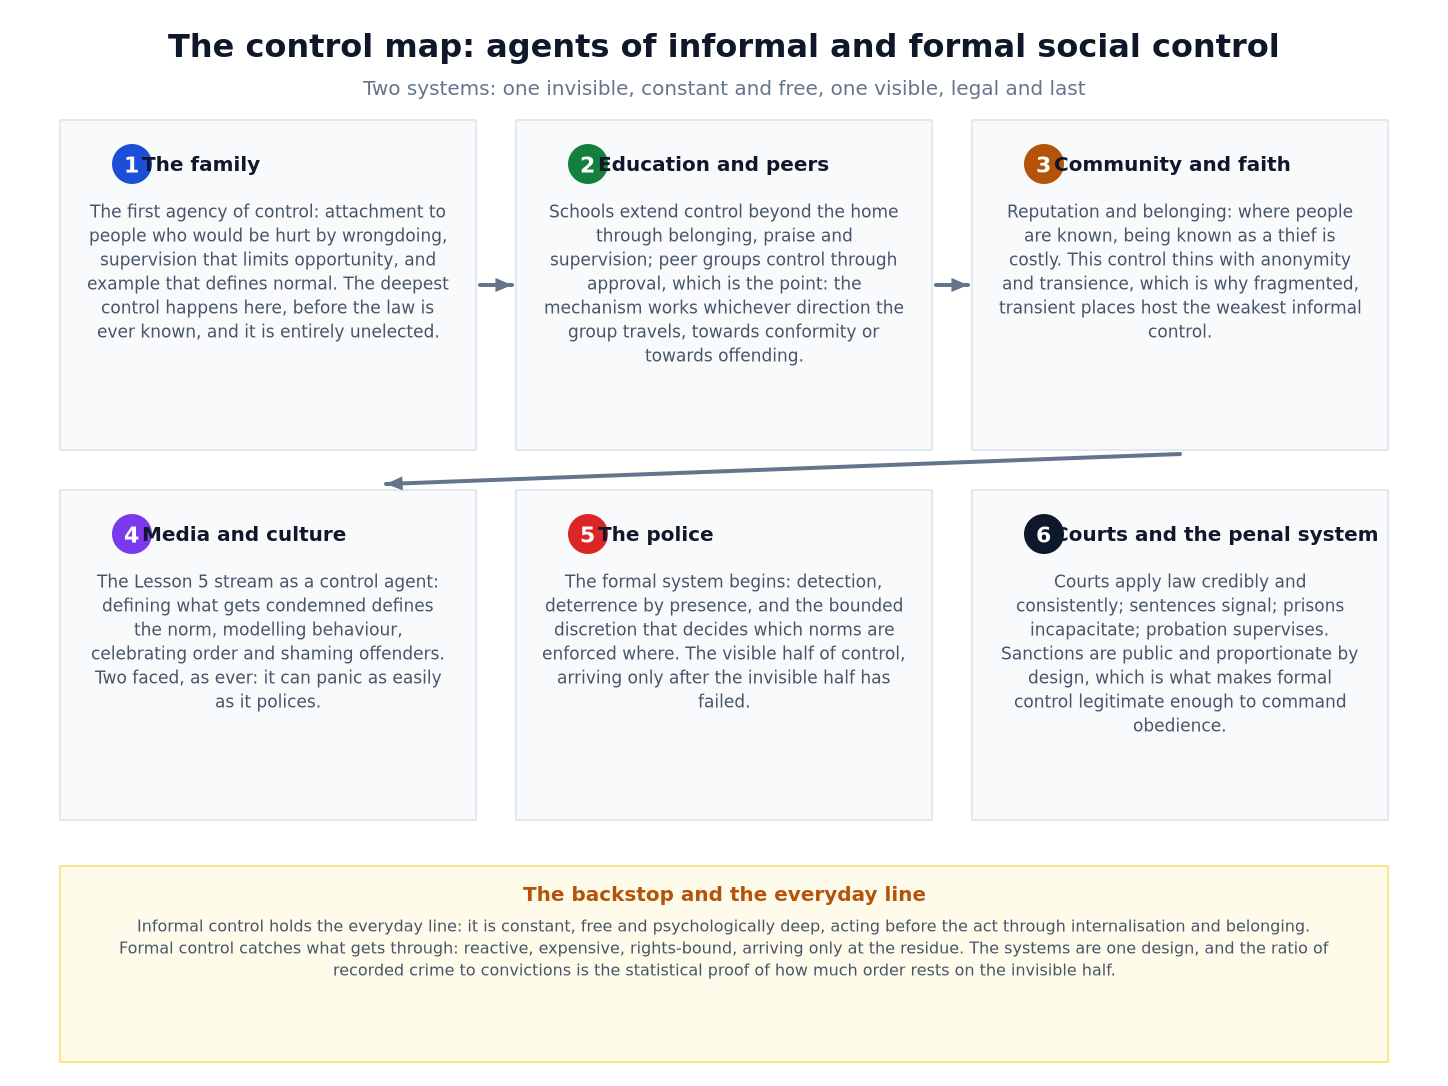 The control map: agents of informal and formal social control
Two systems: one invisible, constant and free, one visible, legal and last
1 The family
The first agency of control: attachment to
people who would be hurt by wrongdoing,
supervision that limits opportunity, and
example that defines normal. The deepest
control happens here, before the law is
ever known, and it is entirely unelected.
2 Education and peers
Schools extend control beyond the home
through belonging, praise and
supervision; peer groups control through
approval, which is the point: the
mechanism works whichever direction the
group travels, towards conformity or
towards offending.
3 Community and faith
Reputation and belonging: where people
are known, being known as a thief is
costly. This control thins with anonymity
and transience, which is why fragmented,
transient places host the weakest informal
control.
4 Media and culture
The Lesson 5 stream as a control agent:
defining what gets condemned defines
the norm, modelling behaviour,
celebrating order and shaming offenders.
Two faced, as ever: it can panic as easily
as it polices.
5 The police
The formal system begins: detection,
deterrence by presence, and the bounded
discretion that decides which norms are
enforced where. The visible half of control,
arriving only after the invisible half has
failed.
6 Courts and the penal system
Courts apply law credibly and
consistently; sentences signal; prisons
incapacitate; probation supervises.
Sanctions are public and proportionate by
design, which is what makes formal
control legitimate enough to command
obedience.
The backstop and the everyday line
Informal control holds the everyday line: it is constant, free and psychologically deep, acting before the act through internalisation and belonging.
Formal control catches what gets through: reactive, expensive, rights-bound, arriving only at the residue. The systems are one design, and the ratio of
recorded crime to convictions is the statistical proof of how much order rests on the invisible half.